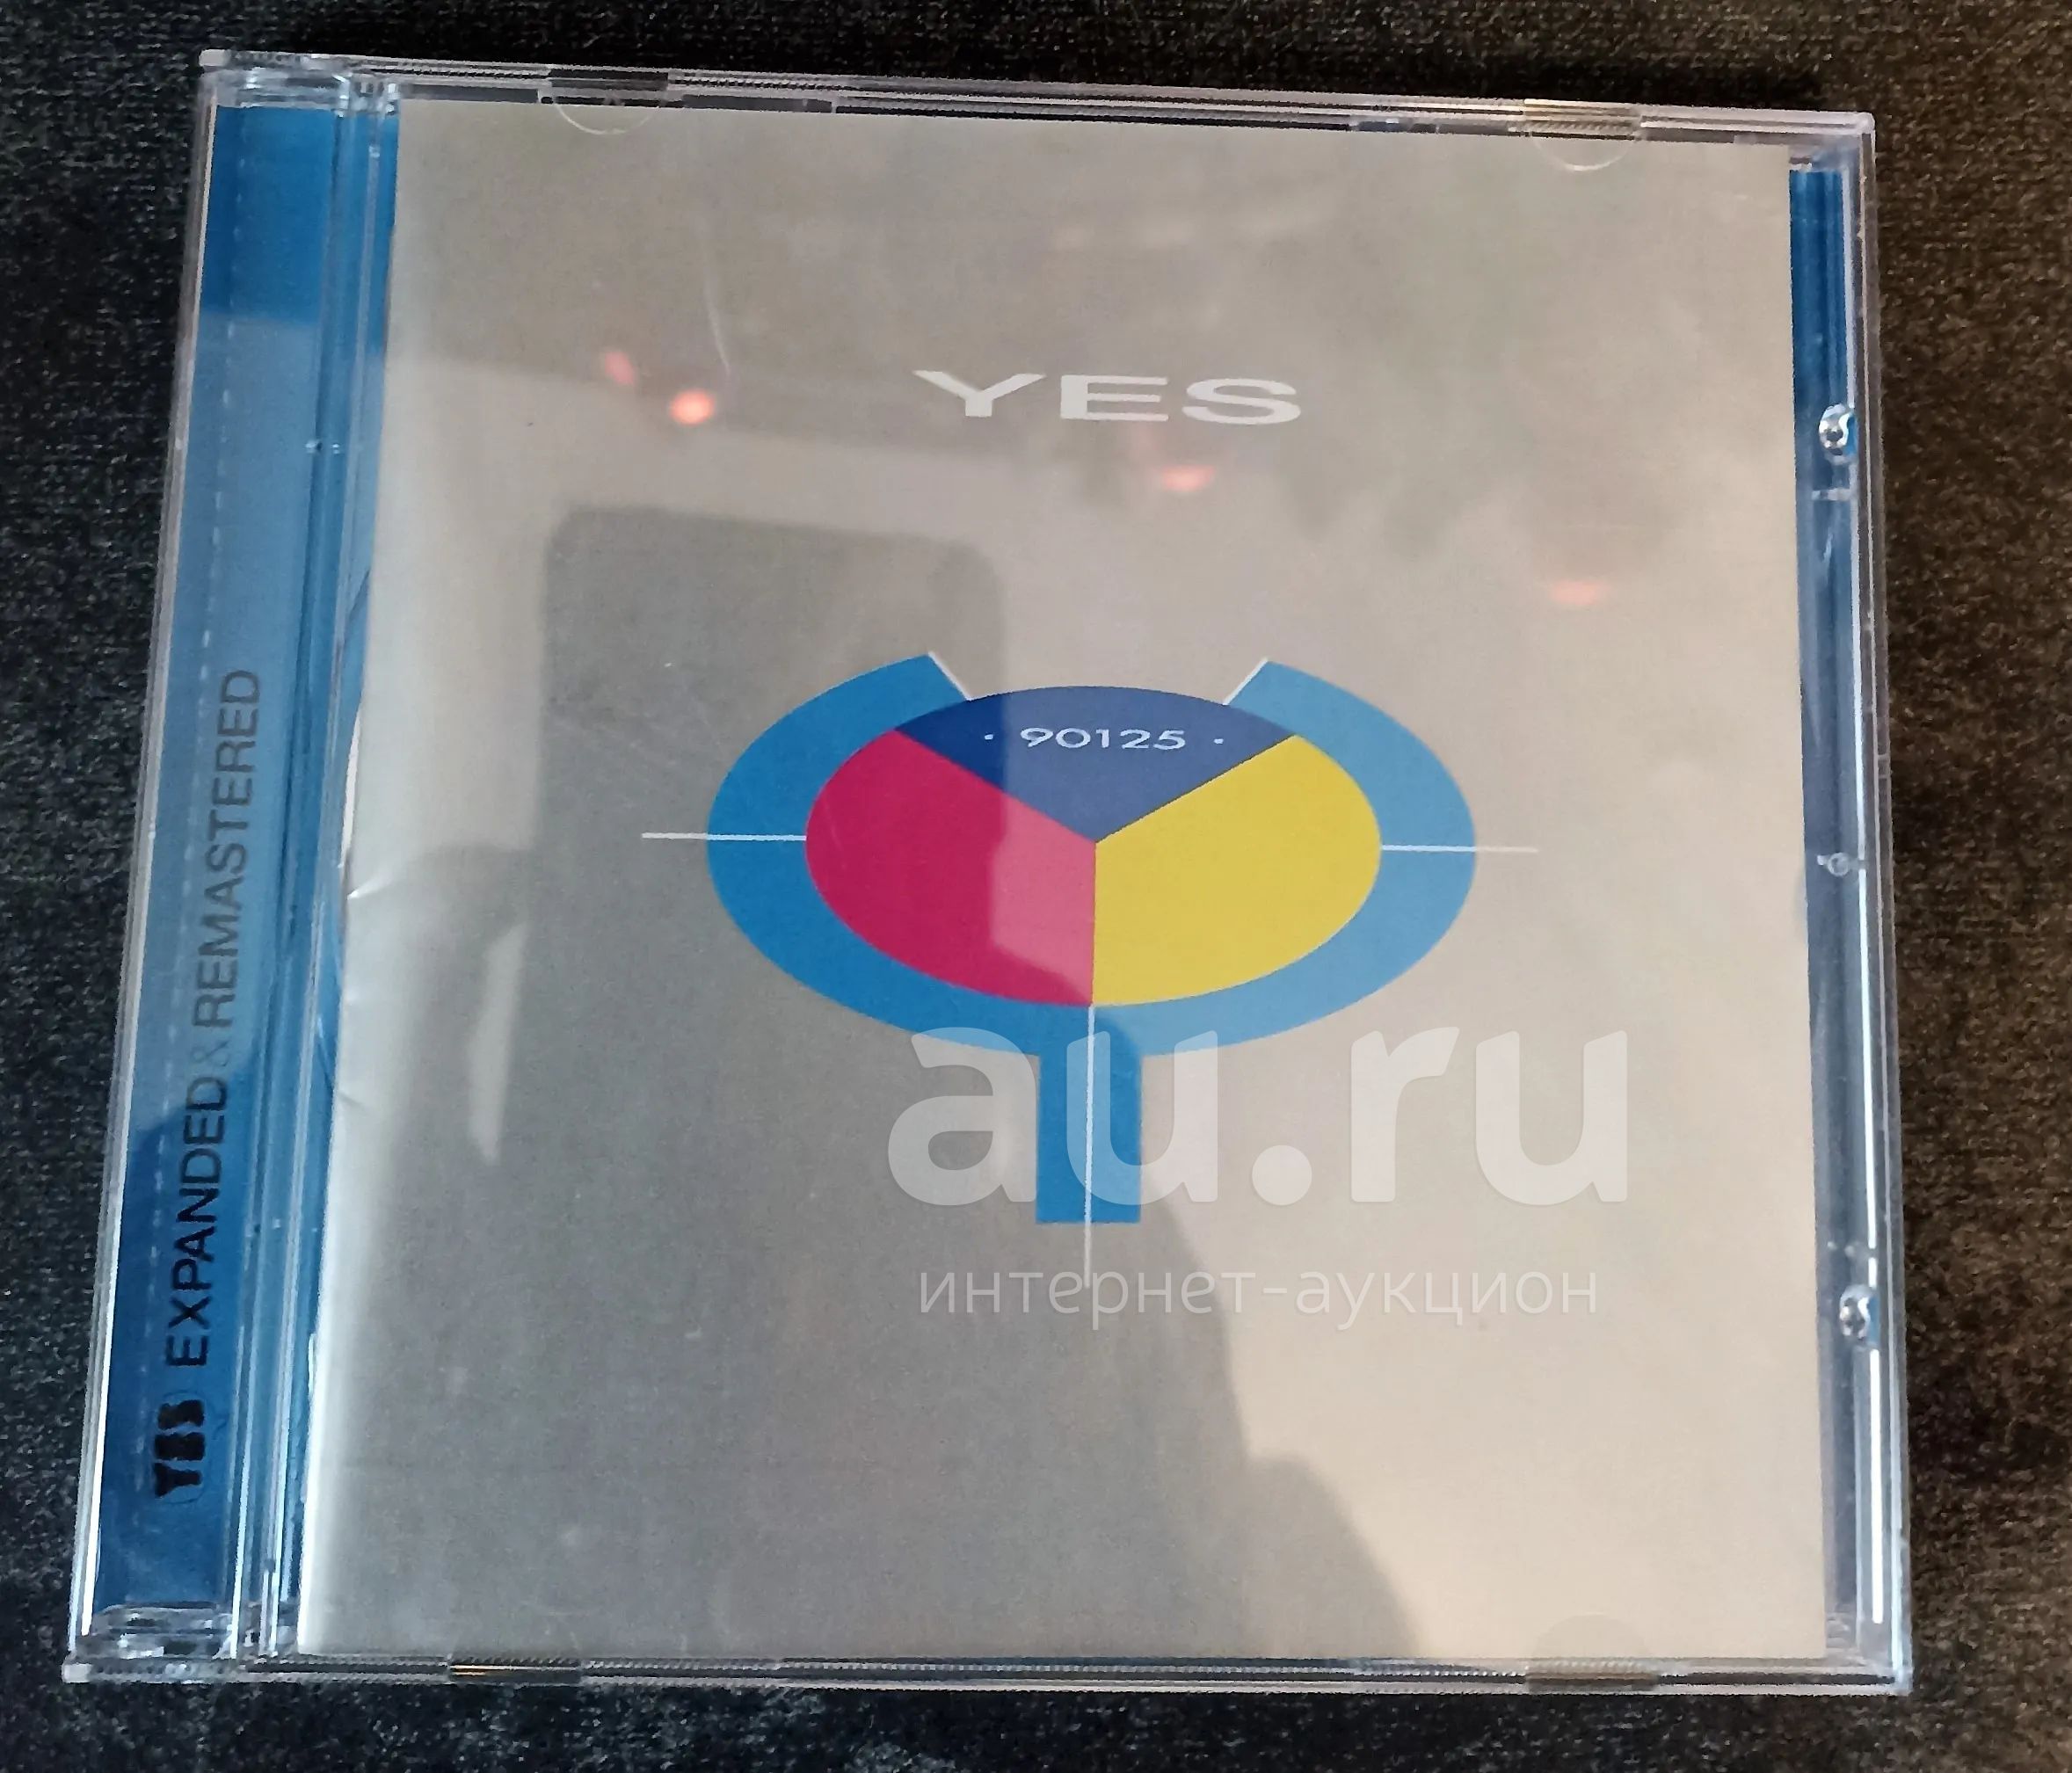 YES
· 90125 ·
YES EXPANDED & REMASTERED
au.ru
интернет-аукцион